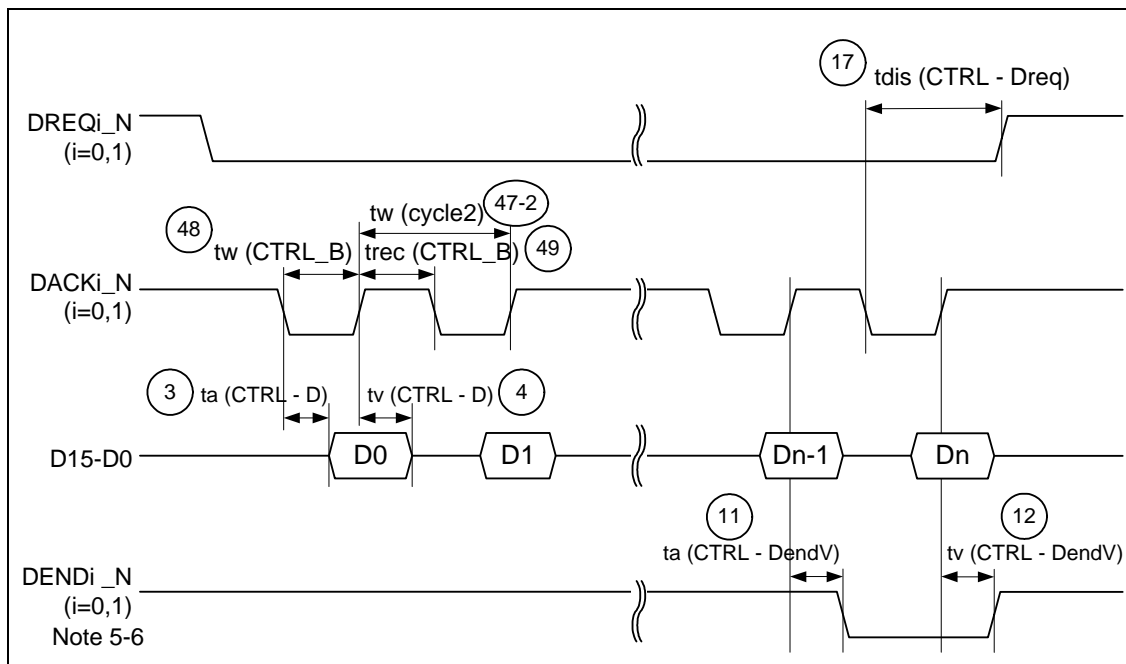 17
tdis (CTRL - Dreq)
DREQi_N
(i=0,1)
47-2
tw (cycle2)
48
tw (CTRL_B)
trec (CTRL_B)
49
DACKi_N
(i=0,1)
3
ta (CTRL - D)
tv (CTRL - D)
4
D15-D0
D0
D1
Dn-1
Dn
11
12
ta (CTRL - DendV)
tv (CTRL - DendV)
DENDi _N
(i=0,1)
Note 5-6